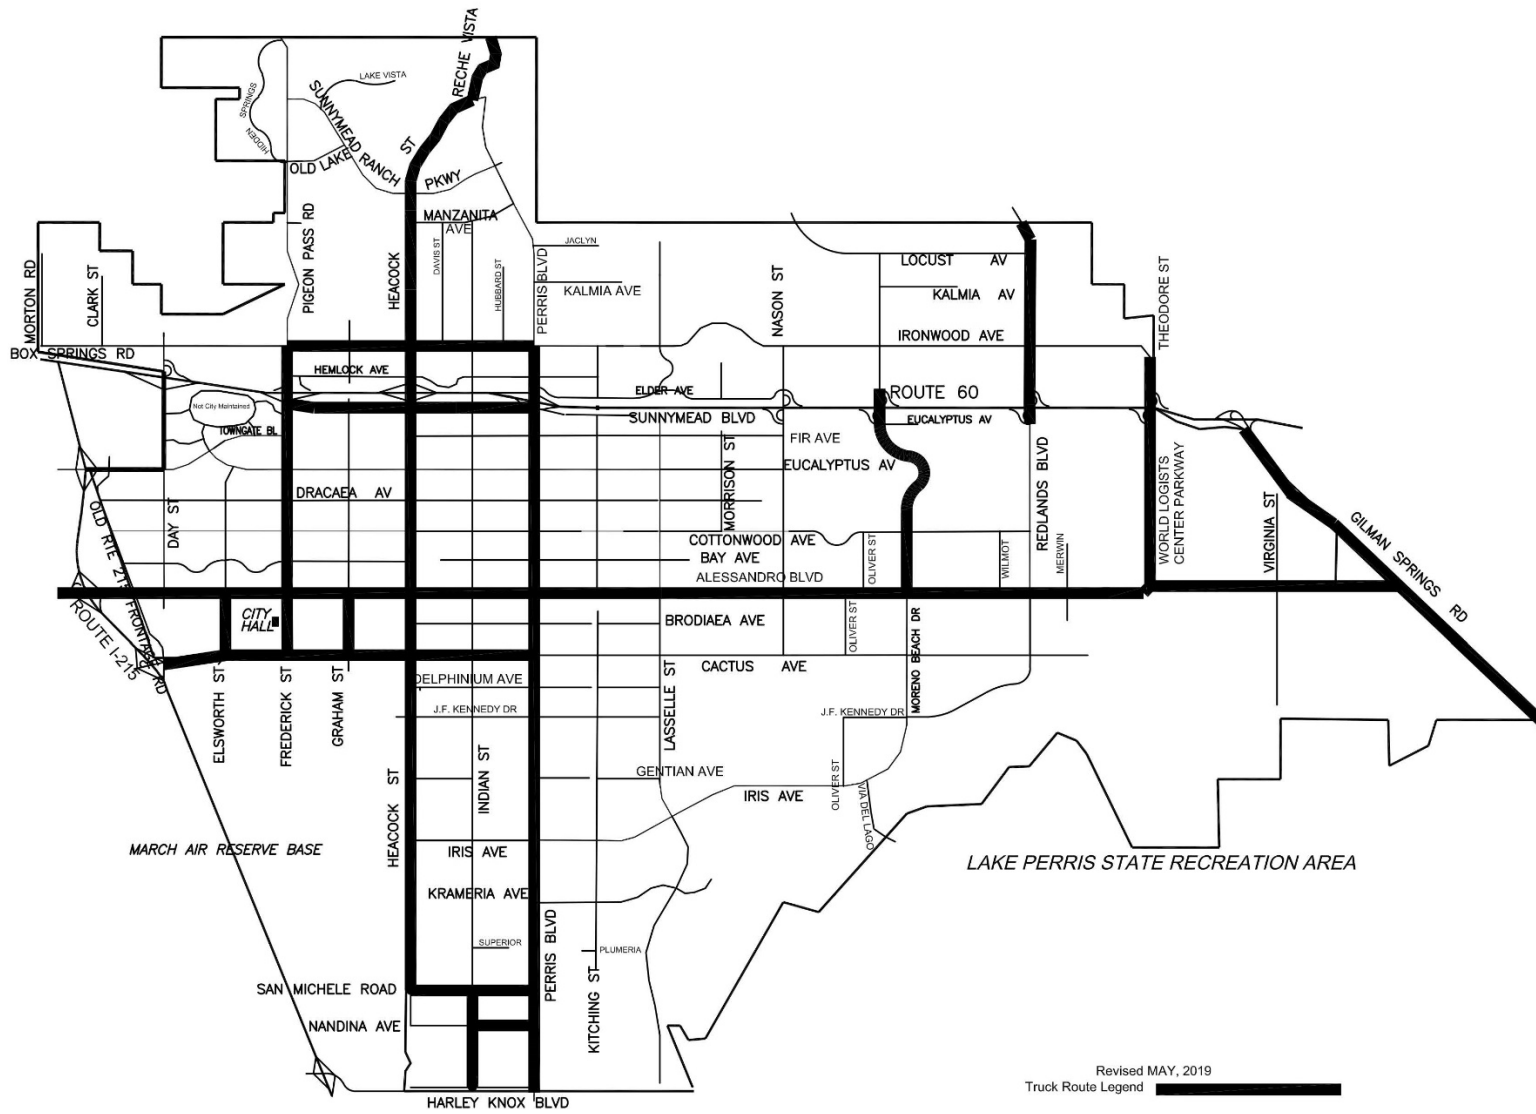 RECHE VISTA
LAKE VISTA
SPRINGS
HIDDEN
SUNNYMEAD RANCH
PKWY
ST
OLD LAKE
MANZANITA
AVE
PIGEON PASS RD
HEACOCK
DAVIS ST
HUBBARD ST
PERRIS BLVD
JACLYN
KALMIA AVE
NASON ST
LOCUST AV
KALMIA AV
IRONWOOD AVE
THEODORE ST
MORTON RD
CLARK ST
BOX SPRINGS RD
HEMLOCK AVE
ELDER AVE
ROUTE 60
Not City Maintained
SUNNYMEAD BLVD
EUCALYPTUS AV
TOWNGATE BL
FIR AVE
EUCALYPTUS AV
MORRISON ST
REDLANDS BLVD
WORLD LOGISTS
CENTER PARKWAY
VIRGINIA ST
GILMAN SPRINGS RD
DRACAEA AV
OLD RTE 215 FRONTAGE RD
DAY ST
COTTONWOOD AVE
BAY AVE
ALESSANDRO BLVD
OLIVER ST
WILMOT
MERWIN
ROUTE I-215
CITY
HALL
BRODIAEA AVE
OLIVER ST
MORENO BEACH DR
CACTUS AVE
ELSWORTH ST
FREDERICK ST
GRAHAM ST
DELPHINIUM AVE
LASSELLE ST
J.F. KENNEDY DR
J.F. KENNEDY DR
INDIAN ST
HEACOCK ST
GENTIAN AVE
OLIVER ST
IRIS AVE
VIA DEL LAGO
MARCH AIR RESERVE BASE
IRIS AVE
LAKE PERRIS STATE RECREATION AREA
KRAMERIA AVE
SUPERIOR
PERRIS BLVD
PLUMERIA
KITCHING ST
SAN MICHELE ROAD
NANDINA AVE
HARLEY KNOX BLVD
Revised MAY, 2019
Truck Route Legend